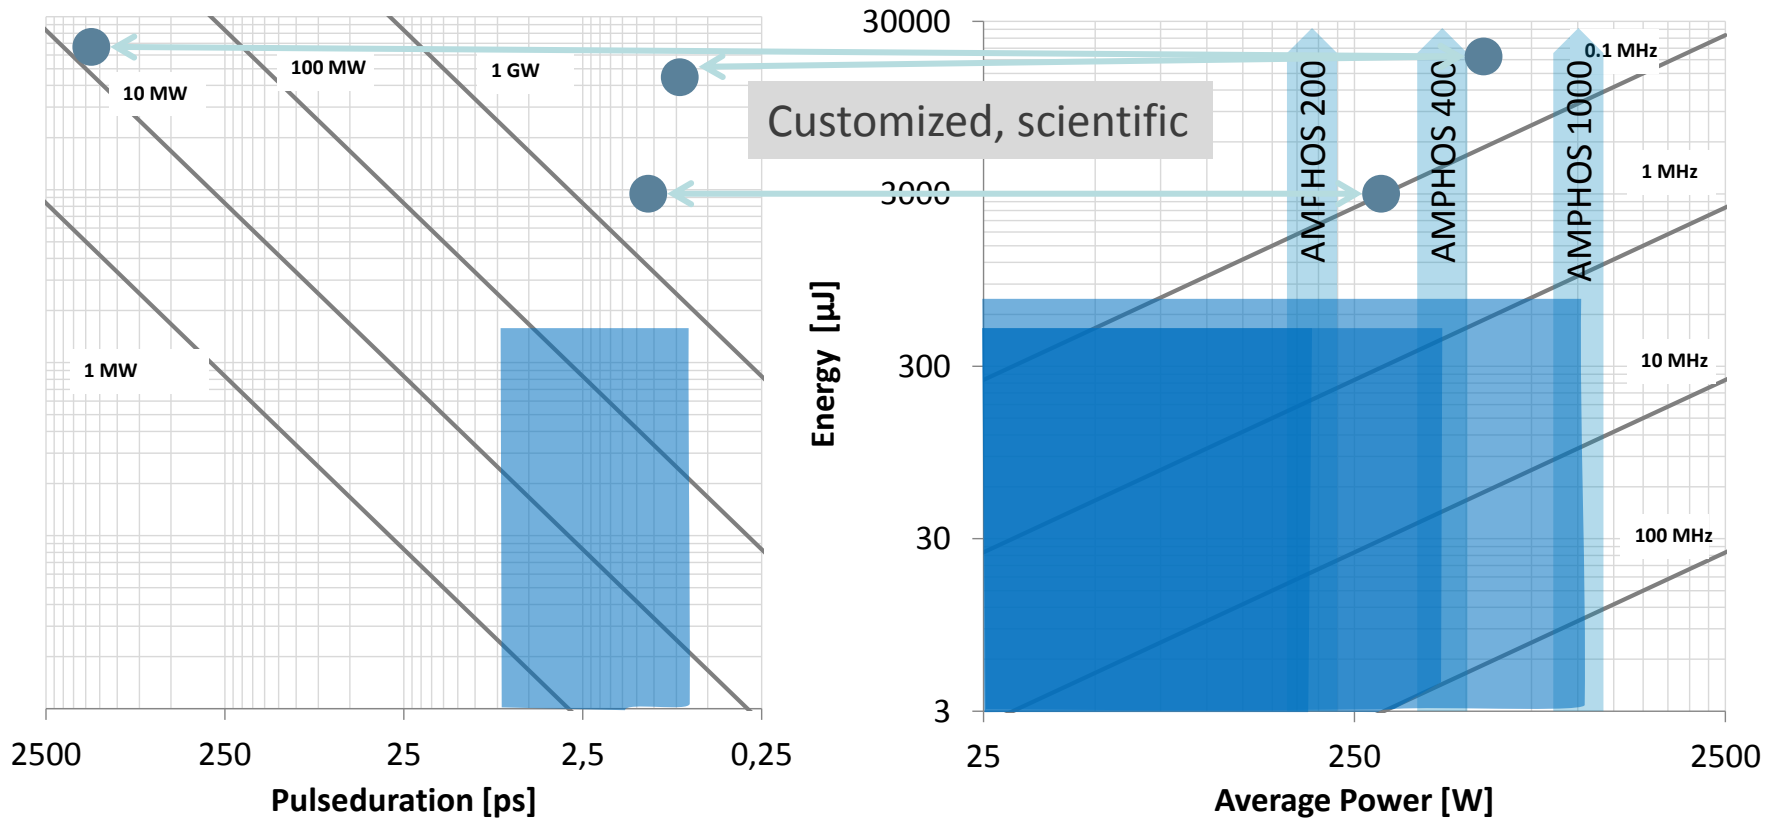 30000
3000
300
30
3
Energy [µJ]
10 MW
100 MW
1 GW
1 MW
Customized, scientific
AMPHOS 200
AMPHOS 400
AMPHOS 1000
0.1 MHz
1 MHz
10 MHz
100 MHz
2500
250
25
2,5
0,25
Pulseduration [ps]
25
250
2500
Average Power [W]